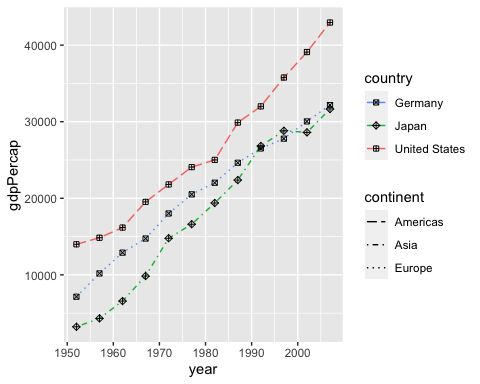 gdpPercap
40000
30000
20000
10000
1950
1960
1970
1980
1990
2000
year
country
Germany
Japan
United States
continent
Americas
Asia
Europe